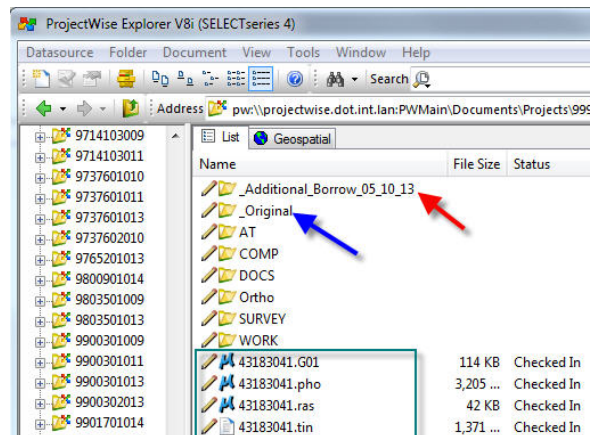 ProjectWise Explorer V8i (SELECTseries 4)
Datasource Folder Document View Tools Window Help
Search
Address pw:\\projectwise.dot.int.lan:PWMain\Documents\Projects\999
9714103009
9714103011
9737601010
9737601011
9737601013
9737602010
9765201013
9800901014
9803501009
9803501013
9900301009
9900301011
9900301013
9900302013
9901701014
List Geospatial
Name File Size Status
_Additional_Borrow_05_10_13
_Original
AT
COMP
DOCS
Ortho
SURVEY
WORK
43183041.G01 114 KB Checked In
43183041.pho 3,205 ... Checked In
43183041.ras 42 KB Checked In
43183041.tin 1,371 ... Checked In